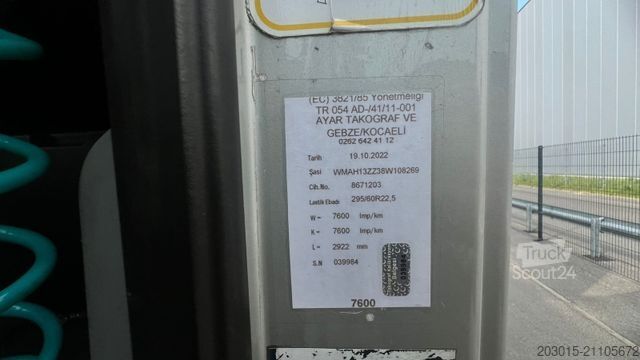 (EC) 3821/85 Yönetmeliği
TR 054 AD-/41/11-001
AYAR TAKOGRAF VE
GEBZE/KOCAELİ
0262 642 41 12
Tarih 19.10.2022
Şasi WMAH13ZZ38W108269
Cih.No. 8671203
Lastik Ebadı 295/60R22,5
W = 7600 Imp/km
K = 7600 Imp/km
L = 2922 mm
S.N 039984
7600
Truck
Scout24
203015-21105672